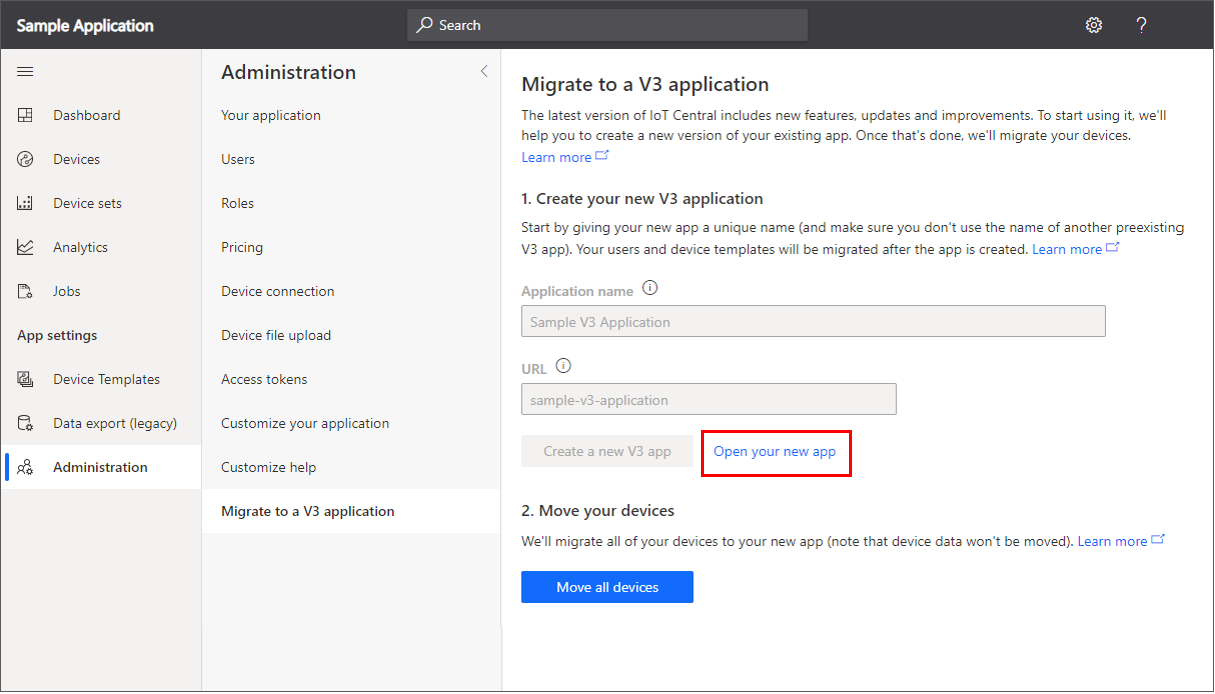 Sample Application
Search
?
Dashboard
Devices
Device sets
Analytics
Jobs
App settings
Device Templates
Data export (legacy)
Administration
Administration
Your application
Users
Roles
Pricing
Device connection
Device file upload
Access tokens
Customize your application
Customize help
Migrate to a V3 application
Migrate to a V3 application
The latest version of IoT Central includes new features, updates and improvements. To start using it, we'll
help you to create a new version of your existing app. Once that's done, we'll migrate your devices.
Learn more
1. Create your new V3 application
Start by giving your new app a unique name (and make sure you don't use the name of another preexisting
V3 app). Your users and device templates will be migrated after the app is created. Learn more
Application name
Sample V3 Application
URL
sample-v3-application
Create a new V3 app
Open your new app
2. Move your devices
We'll migrate all of your devices to your new app (note that device data won't be moved). Learn more
Move all devices